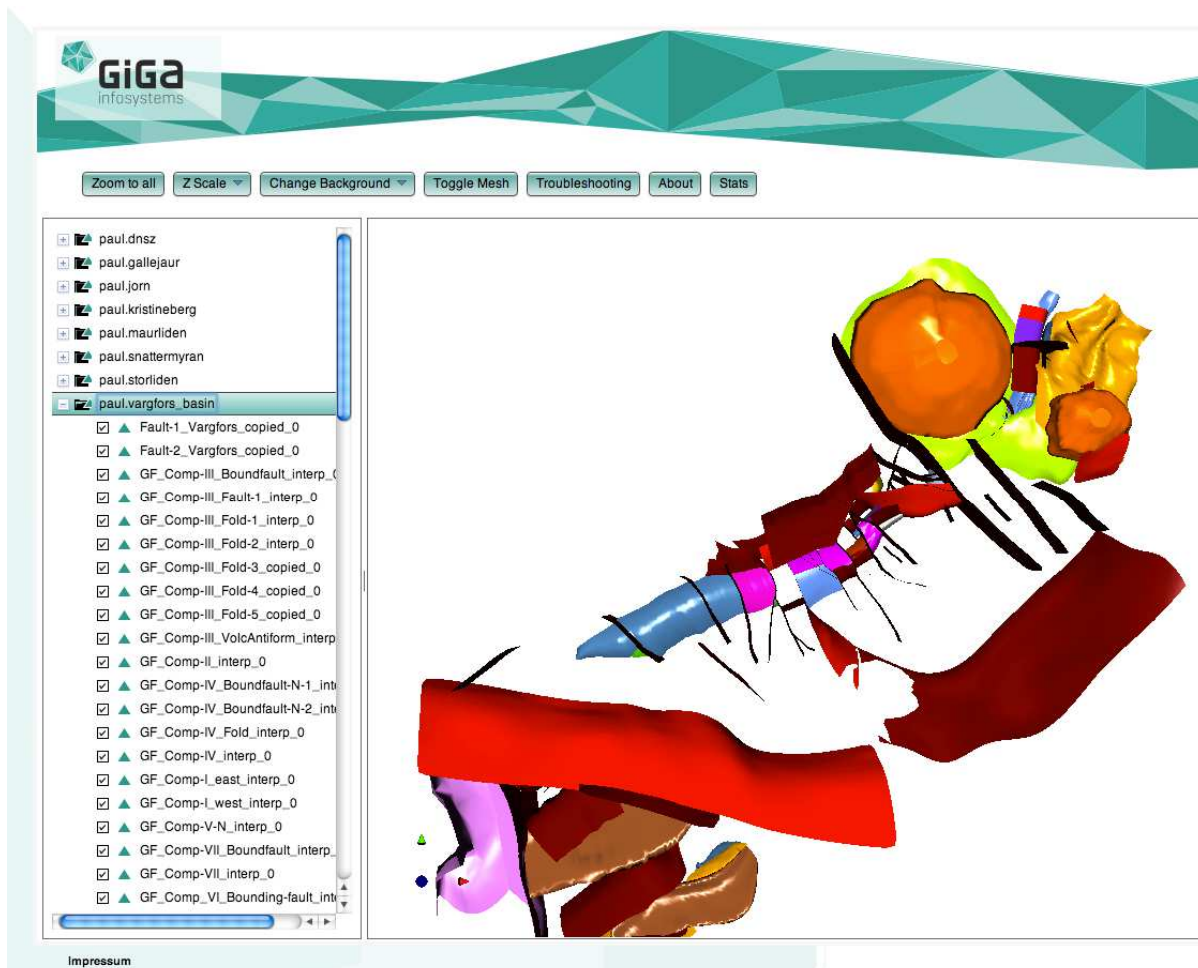 GiGa
infosystems
Zoom to all
Z Scale
Change Background
Toggle Mesh
Troubleshooting
About
Stats
paul.dnsz
paul.gallejaur
paul.jorn
paul.kristineberg
paul.maurliden
paul.snattermyran
paul.storliden
paul.vargfors_basin
Fault-1_Vargfors_copied_0
Fault-2_Vargfors_copied_0
GF_Comp-III_Boundfault_interp_0
GF_Comp-III_Fault-1_interp_0
GF_Comp-III_Fold-1_interp_0
GF_Comp-III_Fold-2_interp_0
GF_Comp-III_Fold-3_copied_0
GF_Comp-III_Fold-4_copied_0
GF_Comp-III_Fold-5_copied_0
GF_Comp-III_VolcAntiform_interp
GF_Comp-II_interp_0
GF_Comp-IV_Boundfault-N-1_inte
GF_Comp-IV_Boundfault-N-2_inte
GF_Comp-IV_Fold_interp_0
GF_Comp-IV_interp_0
GF_Comp-I_east_interp_0
GF_Comp-I_west_interp_0
GF_Comp-V-N_interp_0
GF_Comp-VII_Boundfault_interp_
GF_Comp-VII_interp_0
GF_Comp_VI_Bounding-fault_inte
Impressum